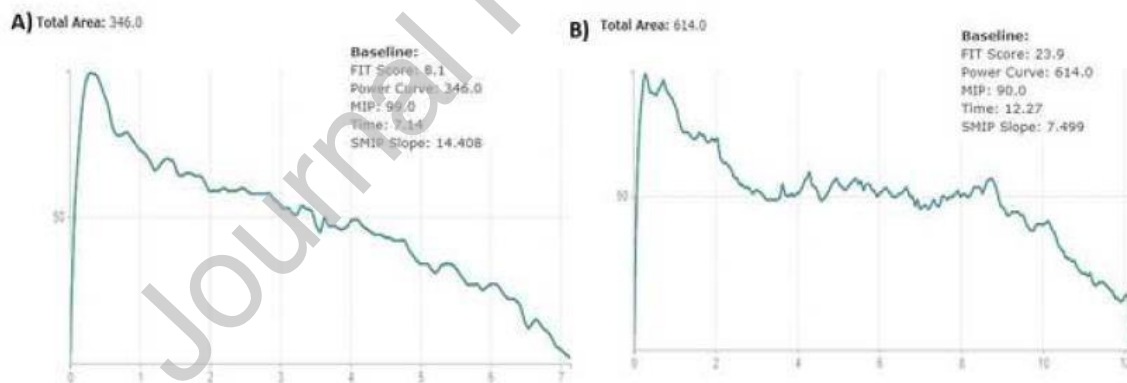 A) Total Area: 346.0
Baseline:
FIT Score: 8.1
Power Curve: 346.0
MIP: 99.0
Time: 7.14
SMIP Slope: 14.408
50
0 1 2 3 4 5 6 7
B) Total Area: 614.0
Baseline:
FIT Score: 23.9
Power Curve: 614.0
MIP: 90.0
Time: 12.27
SMIP Slope: 7.499
50
0 2 4 6 8 10 12
Journal